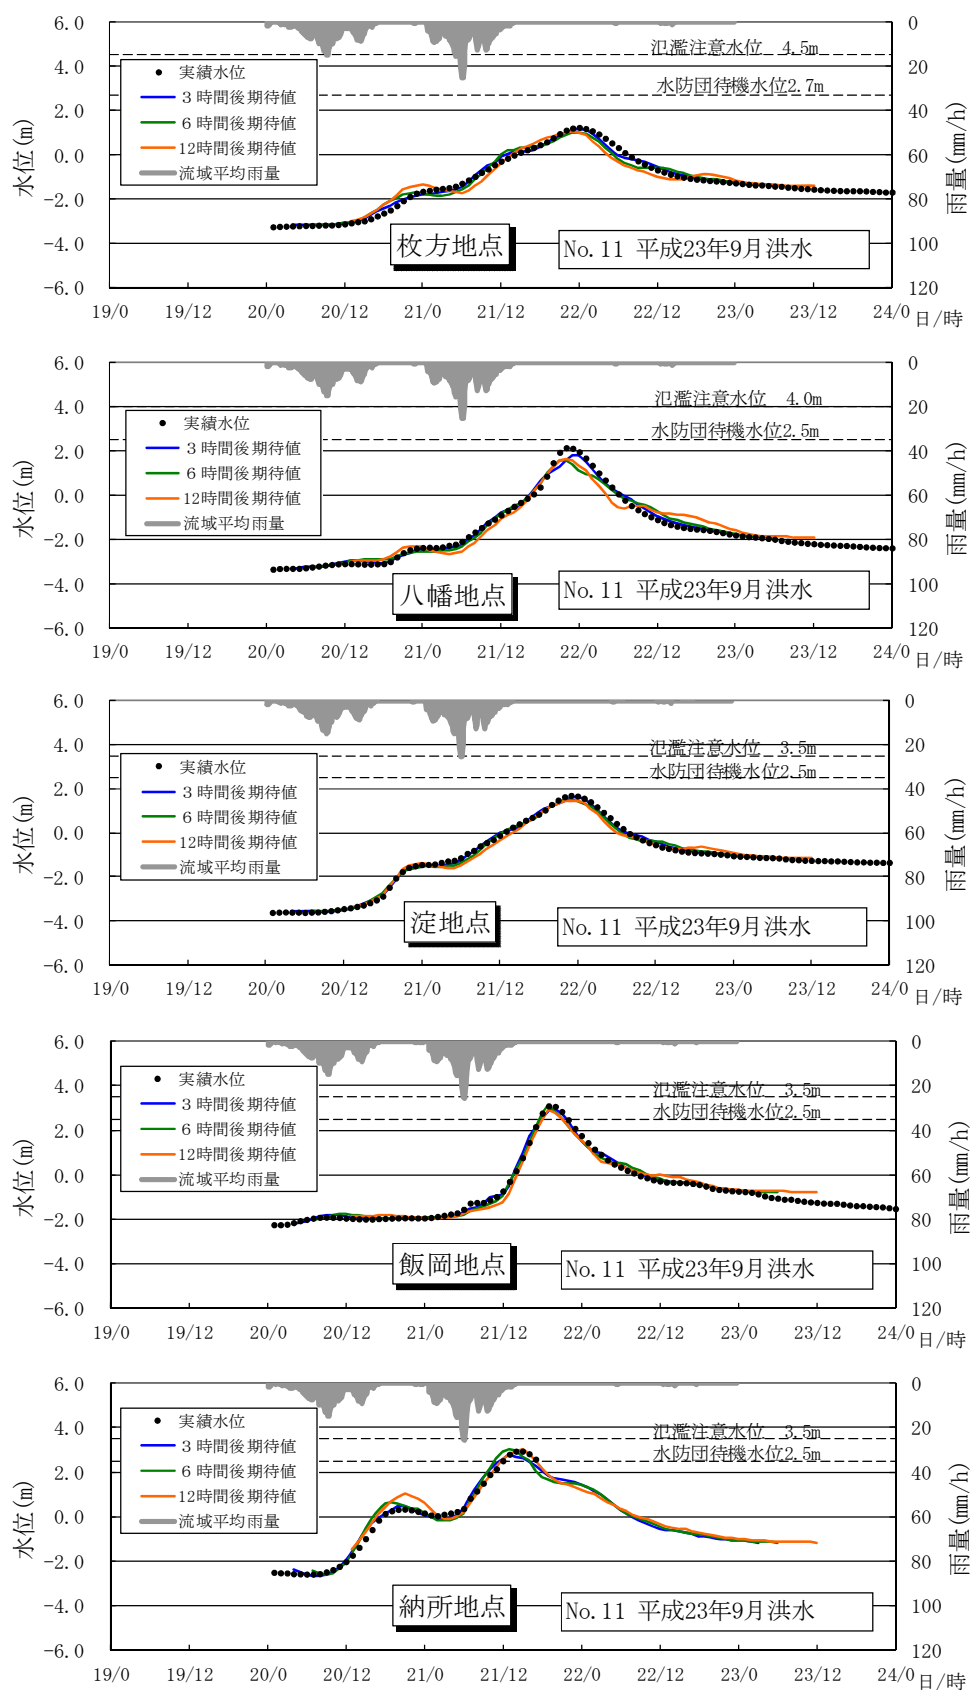 6.0
4.0
2.0
0.0
-2.0
-4.0
-6.0
水位(m)
0
20
40
60
80
100
120
雨量(mm/h)
氾濫注意水位 4.5m
水防団待機水位2.7m
実績水位
3時間後期待値
6時間後期待値
12時間後期待値
流域平均雨量
枚方地点
No.11 平成23年9月洪水
19/0 19/12 20/0 20/12 21/0 21/12 22/0 22/12 23/0 23/12 24/0 日/時
6.0
4.0
2.0
0.0
-2.0
-4.0
-6.0
水位(m)
0
20
40
60
80
100
120
雨量(mm/h)
氾濫注意水位 4.0m
水防団待機水位2.5m
実績水位
3時間後期待値
6時間後期待値
12時間後期待値
流域平均雨量
八幡地点
No.11 平成23年9月洪水
19/0 19/12 20/0 20/12 21/0 21/12 22/0 22/12 23/0 23/12 24/0 日/時
6.0
4.0
2.0
0.0
-2.0
-4.0
-6.0
水位(m)
0
20
40
60
80
100
120
雨量(mm/h)
氾濫注意水位 3.5m
水防団待機水位2.5m
実績水位
3時間後期待値
6時間後期待値
12時間後期待値
流域平均雨量
淀地点
No.11 平成23年9月洪水
19/0 19/12 20/0 20/12 21/0 21/12 22/0 22/12 23/0 23/12 24/0 日/時
6.0
4.0
2.0
0.0
-2.0
-4.0
-6.0
水位(m)
0
20
40
60
80
100
120
雨量(mm/h)
氾濫注意水位 3.5m
水防団待機水位2.5m
実績水位
3時間後期待値
6時間後期待値
12時間後期待値
流域平均雨量
飯岡地点
No.11 平成23年9月洪水
19/0 19/12 20/0 20/12 21/0 21/12 22/0 22/12 23/0 23/12 24/0 日/時
6.0
4.0
2.0
0.0
-2.0
-4.0
-6.0
水位(m)
0
20
40
60
80
100
120
雨量(mm/h)
氾濫注意水位 3.5m
水防団待機水位2.5m
実績水位
3時間後期待値
6時間後期待値
12時間後期待値
流域平均雨量
納所地点
No.11 平成23年9月洪水
19/0 19/12 20/0 20/12 21/0 21/12 22/0 22/12 23/0 23/12 24/0 日/時